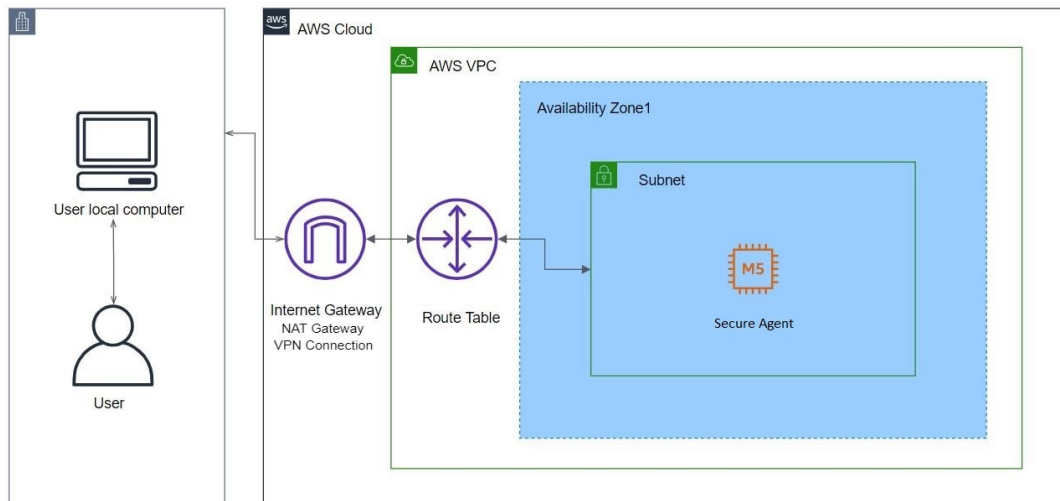 aws
AWS Cloud
AWS VPC
Availability Zone1
Subnet
User local computer
M5
Internet Gateway
NAT Gateway
VPN Connection
Route Table
Secure Agent
User